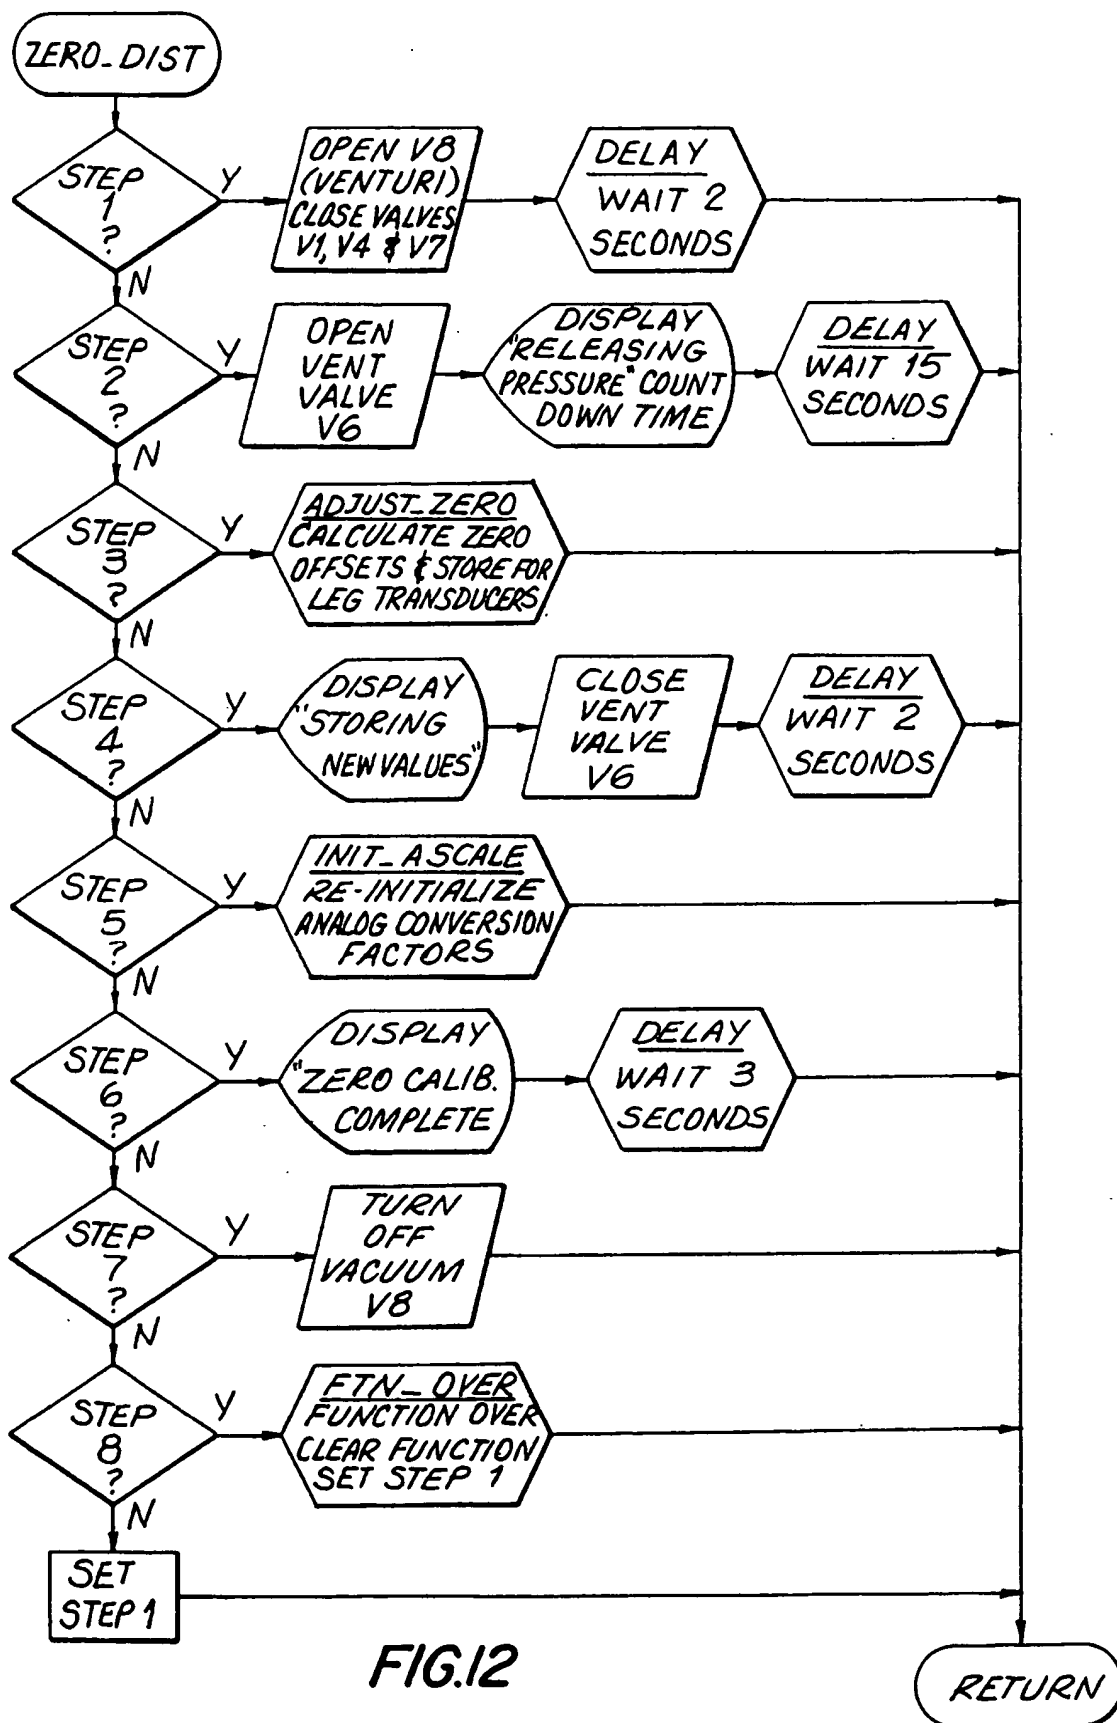 ZERO_DIST
STEP
1
?
Y
OPEN V8
(VENTURI)
CLOSE VALVES
V1, V4 & V7
DELAY
WAIT 2
SECONDS
N
STEP
2
?
Y
OPEN
VENT
VALVE
V6
DISPLAY
"RELEASING
PRESSURE" COUNT
DOWN TIME
DELAY
WAIT 15
SECONDS
N
STEP
3
?
Y
ADJUST_ZERO
CALCULATE ZERO
OFFSETS & STORE FOR
LEG TRANSDUCERS
N
STEP
4
?
Y
DISPLAY
"STORING
NEW VALUES"
CLOSE
VENT
VALVE
V6
DELAY
WAIT 2
SECONDS
N
STEP
5
?
Y
INIT_ASCALE
RE-INITIALIZE
ANALOG CONVERSION
FACTORS
N
STEP
6
?
Y
DISPLAY
"ZERO CALIB.
COMPLETE
DELAY
WAIT 3
SECONDS
N
STEP
7
?
Y
TURN
OFF
VACUUM
V8
N
STEP
8
?
Y
FTN_OVER
FUNCTION OVER
CLEAR FUNCTION
SET STEP 1
N
SET
STEP 1
FIG.12
RETURN